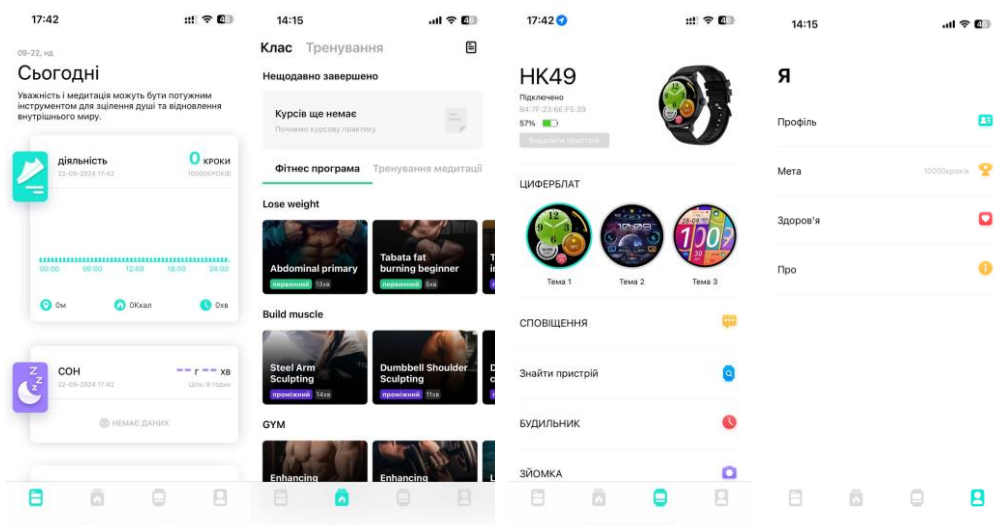 17:42
09-22, нд
Сьогодні
Уважність і медитація можуть бути потужним
інструментом для зцілення душі та відновлення
внутрішнього миру.
діяльність
0 кроки
22-09-2024 17:42
10000КРОКІВ
00:00 06:00 12:00 18:00 24:00
0м
0Ккал
0хв
СОН
-- г -- хв
22-09-2024 17:42
Ціль: 8 годин
НЕМАЄ ДАНИХ
14:15
Клас Тренування
Нещодавно завершено
Курсів ще немає
Почнемо курсову практику
Фітнес програма Тренування медитації
Lose weight
Abdominal primary
первинний 13хв
Tabata fat
burning beginner
первинний 5хв
Build muscle
Steel Arm
Sculpting
проміжний 14хв
Dumbbell Shoulder
Sculpting
проміжний 11хв
GYM
Enhancing
Enhancing
17:42
HK49
Підключено
84:7F:23:6E:F5:39
57%
Видалити пристрій
ЦИФЕРБЛАТ
Тема 1
Тема 2
Тема 3
СПОВІЩЕННЯ
Знайти пристрій
БУДИЛЬНИК
ЗЙОМКА
14:15
Я
Профіль
Мета
10000кроків
Здоров'я
Про